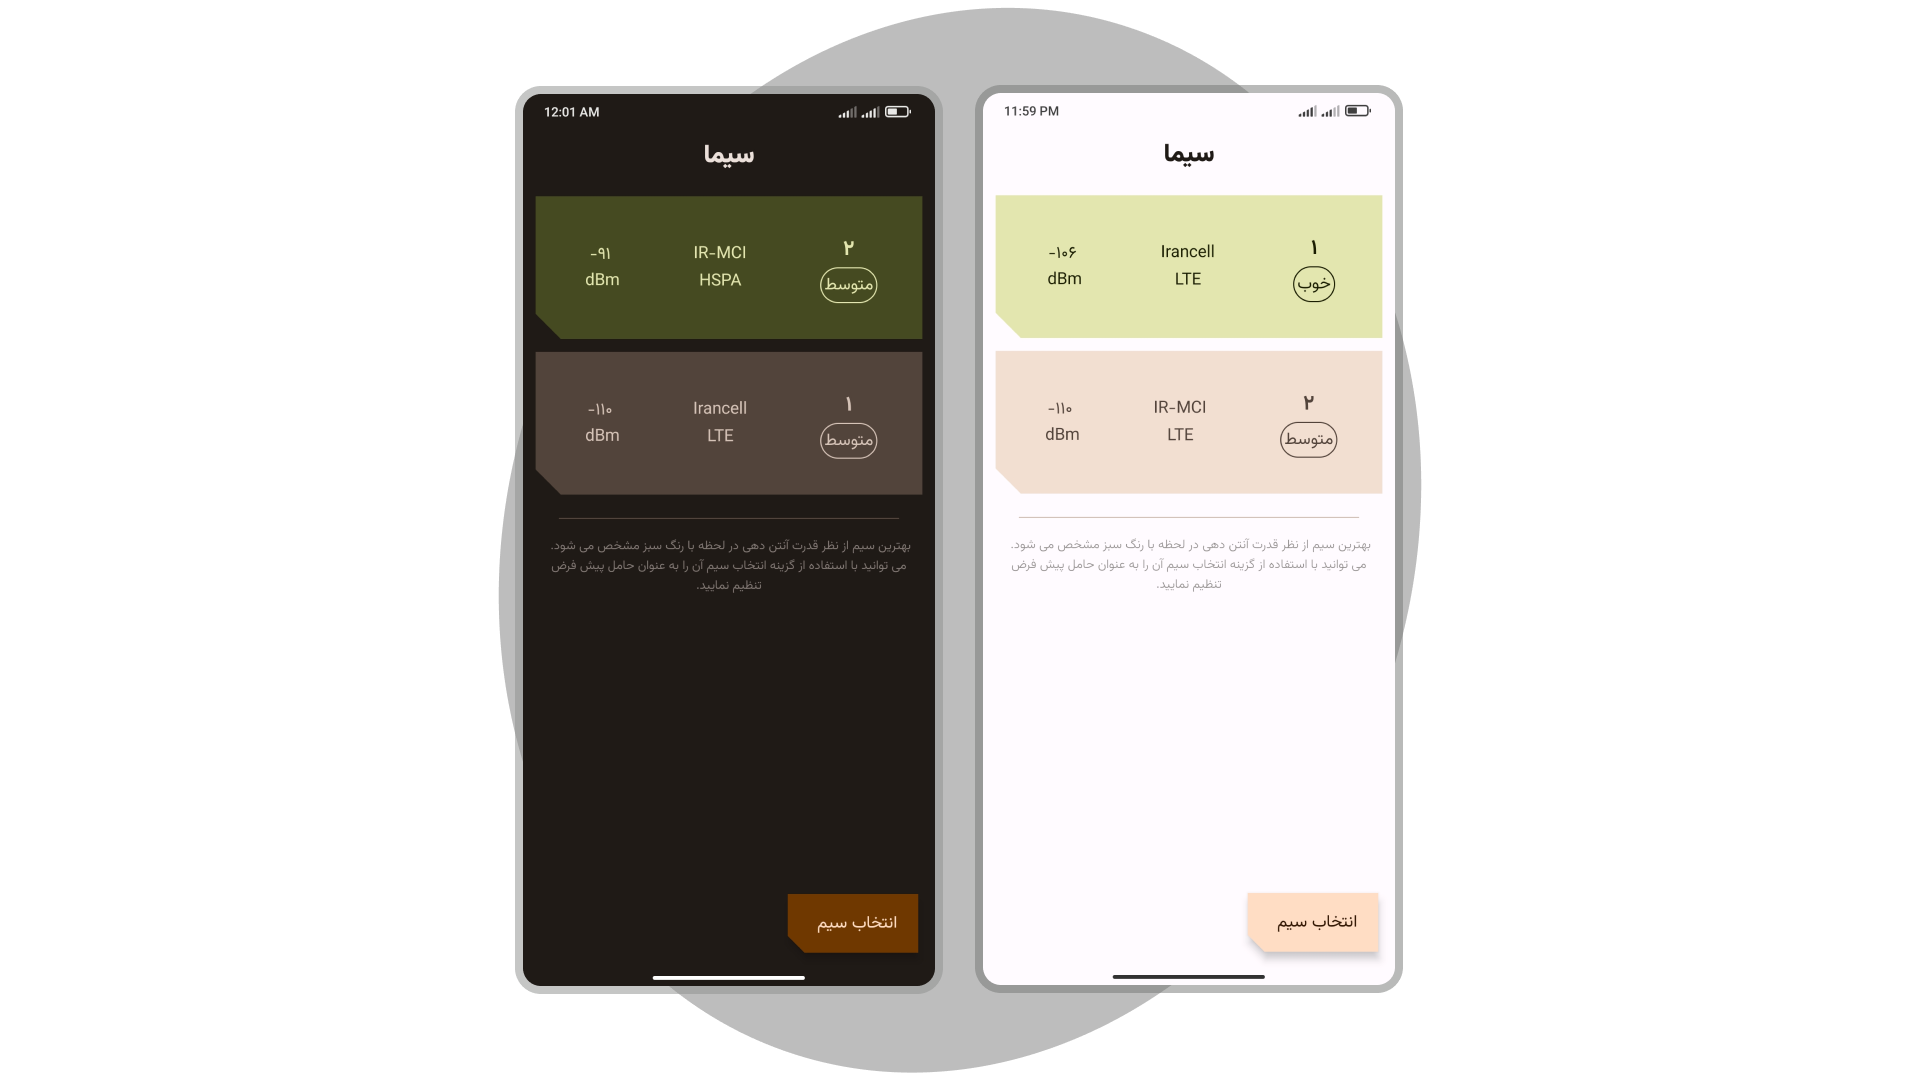 12:01 AM
سیما
۲
متوسط
IR-MCI
HSPA
-۹۱
dBm
۱
متوسط
Irancell
LTE
-۱۱۰
dBm
بهترین سیم از نظر قدرت آنتن دهی در لحظه با رنگ سبز مشخص می شود.
می توانید با استفاده از گزینه انتخاب سیم آن را به عنوان حامل پیش فرض
تنظیم نمایید.
انتخاب سیم
11:59 PM
سیما
۱
خوب
Irancell
LTE
-۱۰۶
dBm
۲
متوسط
IR-MCI
LTE
-۱۱۰
dBm
بهترین سیم از نظر قدرت آنتن دهی در لحظه با رنگ سبز مشخص می شود.
می توانید با استفاده از گزینه انتخاب سیم آن را به عنوان حامل پیش فرض
تنظیم نمایید.
انتخاب سیم